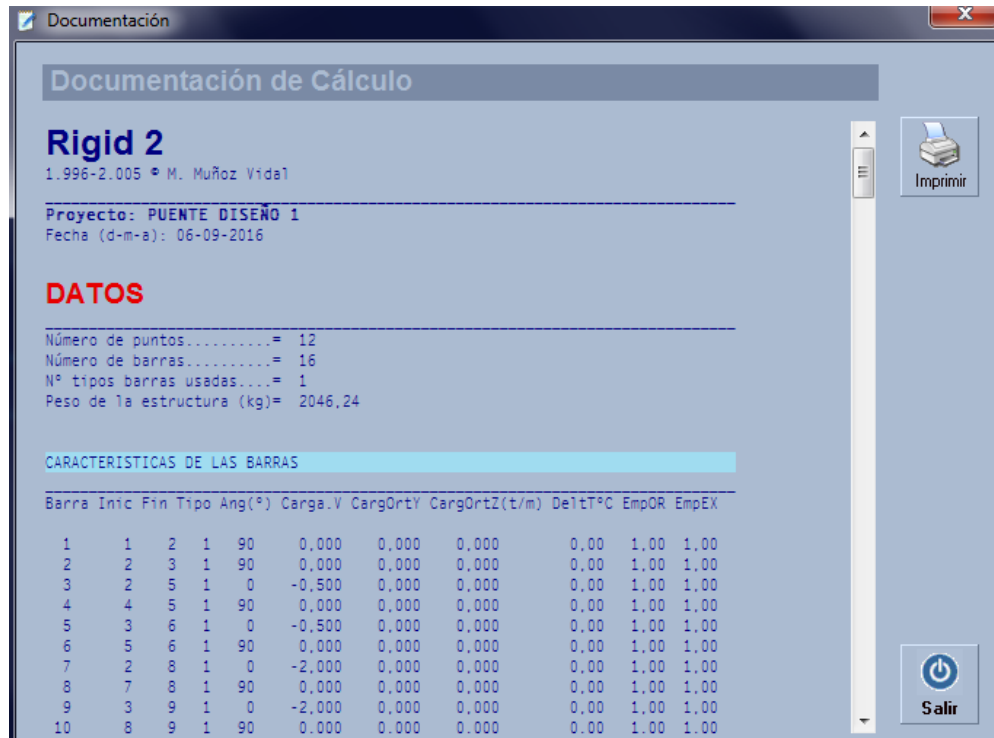 Documentación
Documentación de Cálculo
Rigid 2
1.996-2.005 © M. Muñoz Vidal
Imprimir
Proyecto: PUENTE DISEÑO 1
Fecha (d-m-a): 06-09-2016
DATOS
Número de puntos..........= 12
Número de barras..........= 16
Nº tipos barras usadas....= 1
Peso de la estructura (kg)= 2046,24
CARACTERISTICAS DE LAS BARRAS
Barra Inic Fin Tipo Ang(º) Carga.V CargOrtY CargOrtZ(t/m) DeltTºC EmpOR EmpEX
1 1 2 1 90 0,000 0,000 0,000 0,00 1,00 1,00
2 2 3 1 90 0,000 0,000 0,000 0,00 1,00 1,00
3 2 5 1 0 -0,500 0,000 0,000 0,00 1,00 1,00
4 4 5 1 90 0,000 0,000 0,000 0,00 1,00 1,00
5 3 6 1 0 -0,500 0,000 0,000 0,00 1,00 1,00
6 5 6 1 90 0,000 0,000 0,000 0,00 1,00 1,00
7 2 8 1 0 -2,000 0,000 0,000 0,00 1,00 1,00
8 7 8 1 90 0,000 0,000 0,000 0,00 1,00 1,00
9 3 9 1 0 -2,000 0,000 0,000 0,00 1,00 1,00
10 8 9 1 90 0,000 0,000 0,000 0,00 1,00 1,00
Salir